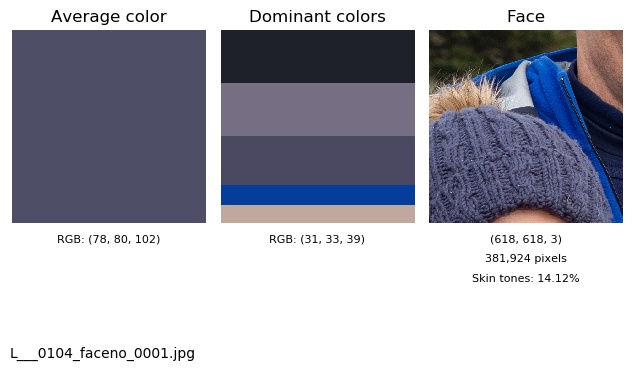 Average color
Dominant colors
Face
RGB: (78, 80, 102)
RGB: (31, 33, 39)
(618, 618, 3)
381,924 pixels
Skin tones: 14.12%
L___0104_faceno_0001.jpg